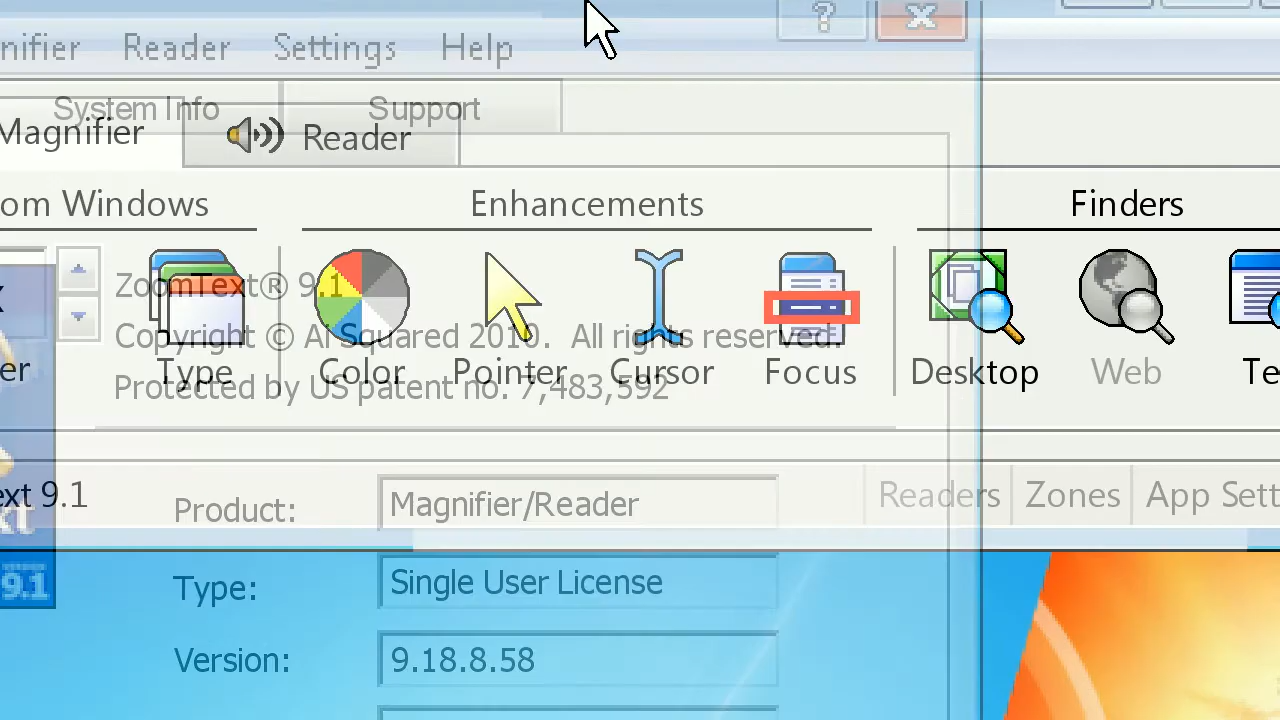 nifier Reader Settings Help
System Info Support
Magnifier Reader
om Windows Enhancements Finders
ZoomText® 9.1
Copyright © Ai Squared 2010. All rights reserved.
er Type Color Pointer Cursor Focus Desktop Web Te
Protected by US patent no. 7,483,592
ext 9.1 Readers Zones App Sett
Product: Magnifier/Reader
9.1
Type: Single User License
Version: 9.18.8.58